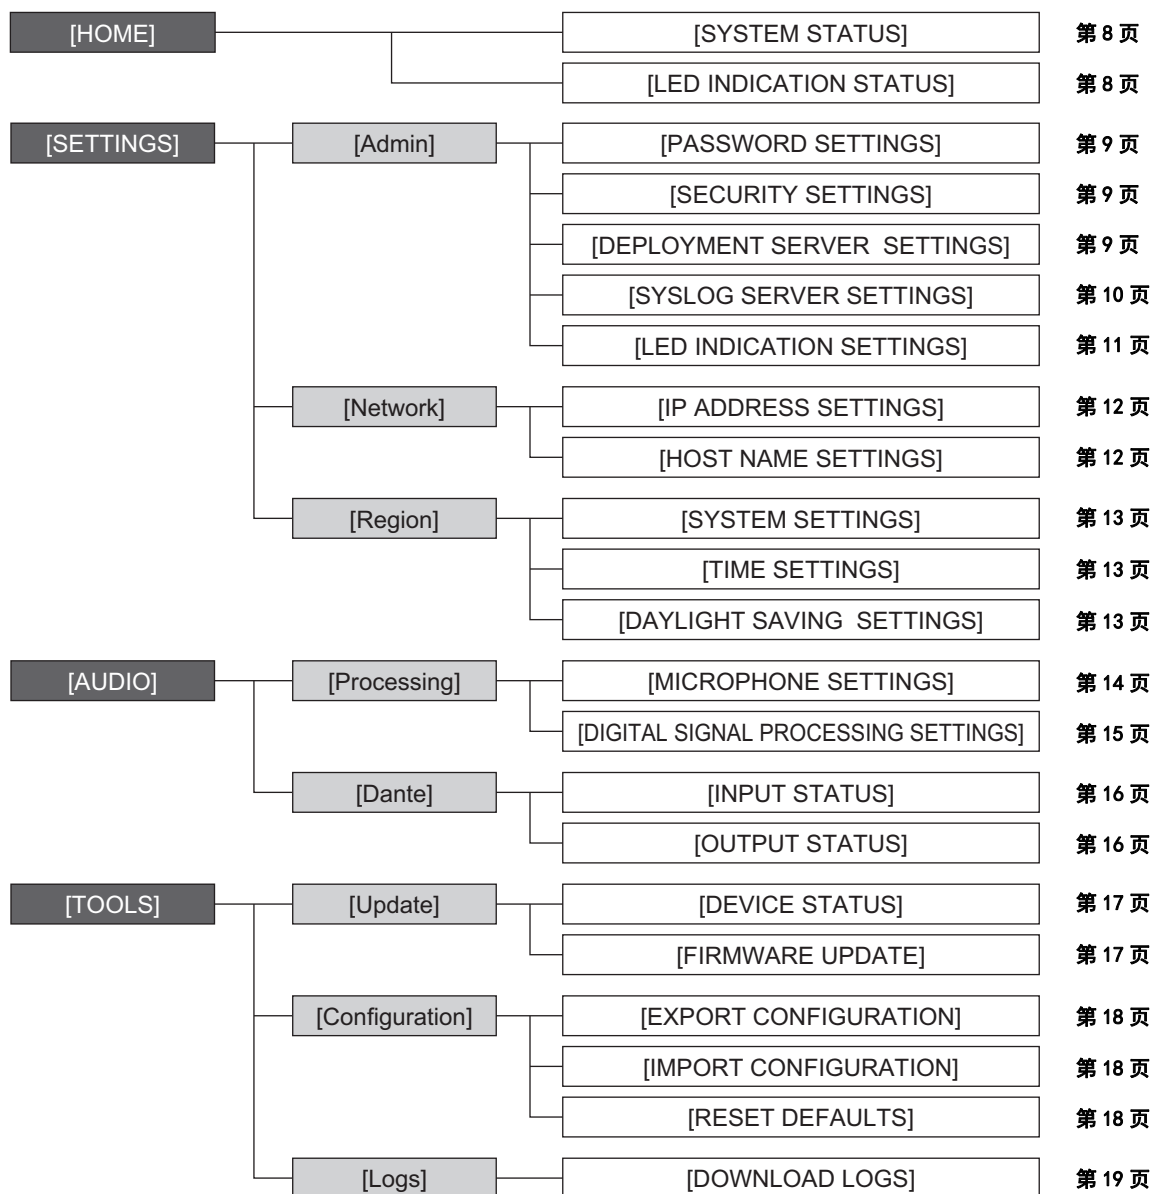 [HOME] [SYSTEM STATUS] 第 8 页
[LED INDICATION STATUS] 第 8 页
[SETTINGS] [Admin] [PASSWORD SETTINGS] 第 9 页
[SECURITY SETTINGS] 第 9 页
[DEPLOYMENT SERVER SETTINGS] 第 9 页
[SYSLOG SERVER SETTINGS] 第 10 页
[LED INDICATION SETTINGS] 第 11 页
[Network] [IP ADDRESS SETTINGS] 第 12 页
[HOST NAME SETTINGS] 第 12 页
[Region] [SYSTEM SETTINGS] 第 13 页
[TIME SETTINGS] 第 13 页
[DAYLIGHT SAVING SETTINGS] 第 13 页
[AUDIO] [Processing] [MICROPHONE SETTINGS] 第 14 页
[DIGITAL SIGNAL PROCESSING SETTINGS] 第 15 页
[Dante] [INPUT STATUS] 第 16 页
[OUTPUT STATUS] 第 16 页
[TOOLS] [Update] [DEVICE STATUS] 第 17 页
[FIRMWARE UPDATE] 第 17 页
[Configuration] [EXPORT CONFIGURATION] 第 18 页
[IMPORT CONFIGURATION] 第 18 页
[RESET DEFAULTS] 第 18 页
[Logs] [DOWNLOAD LOGS] 第 19 页